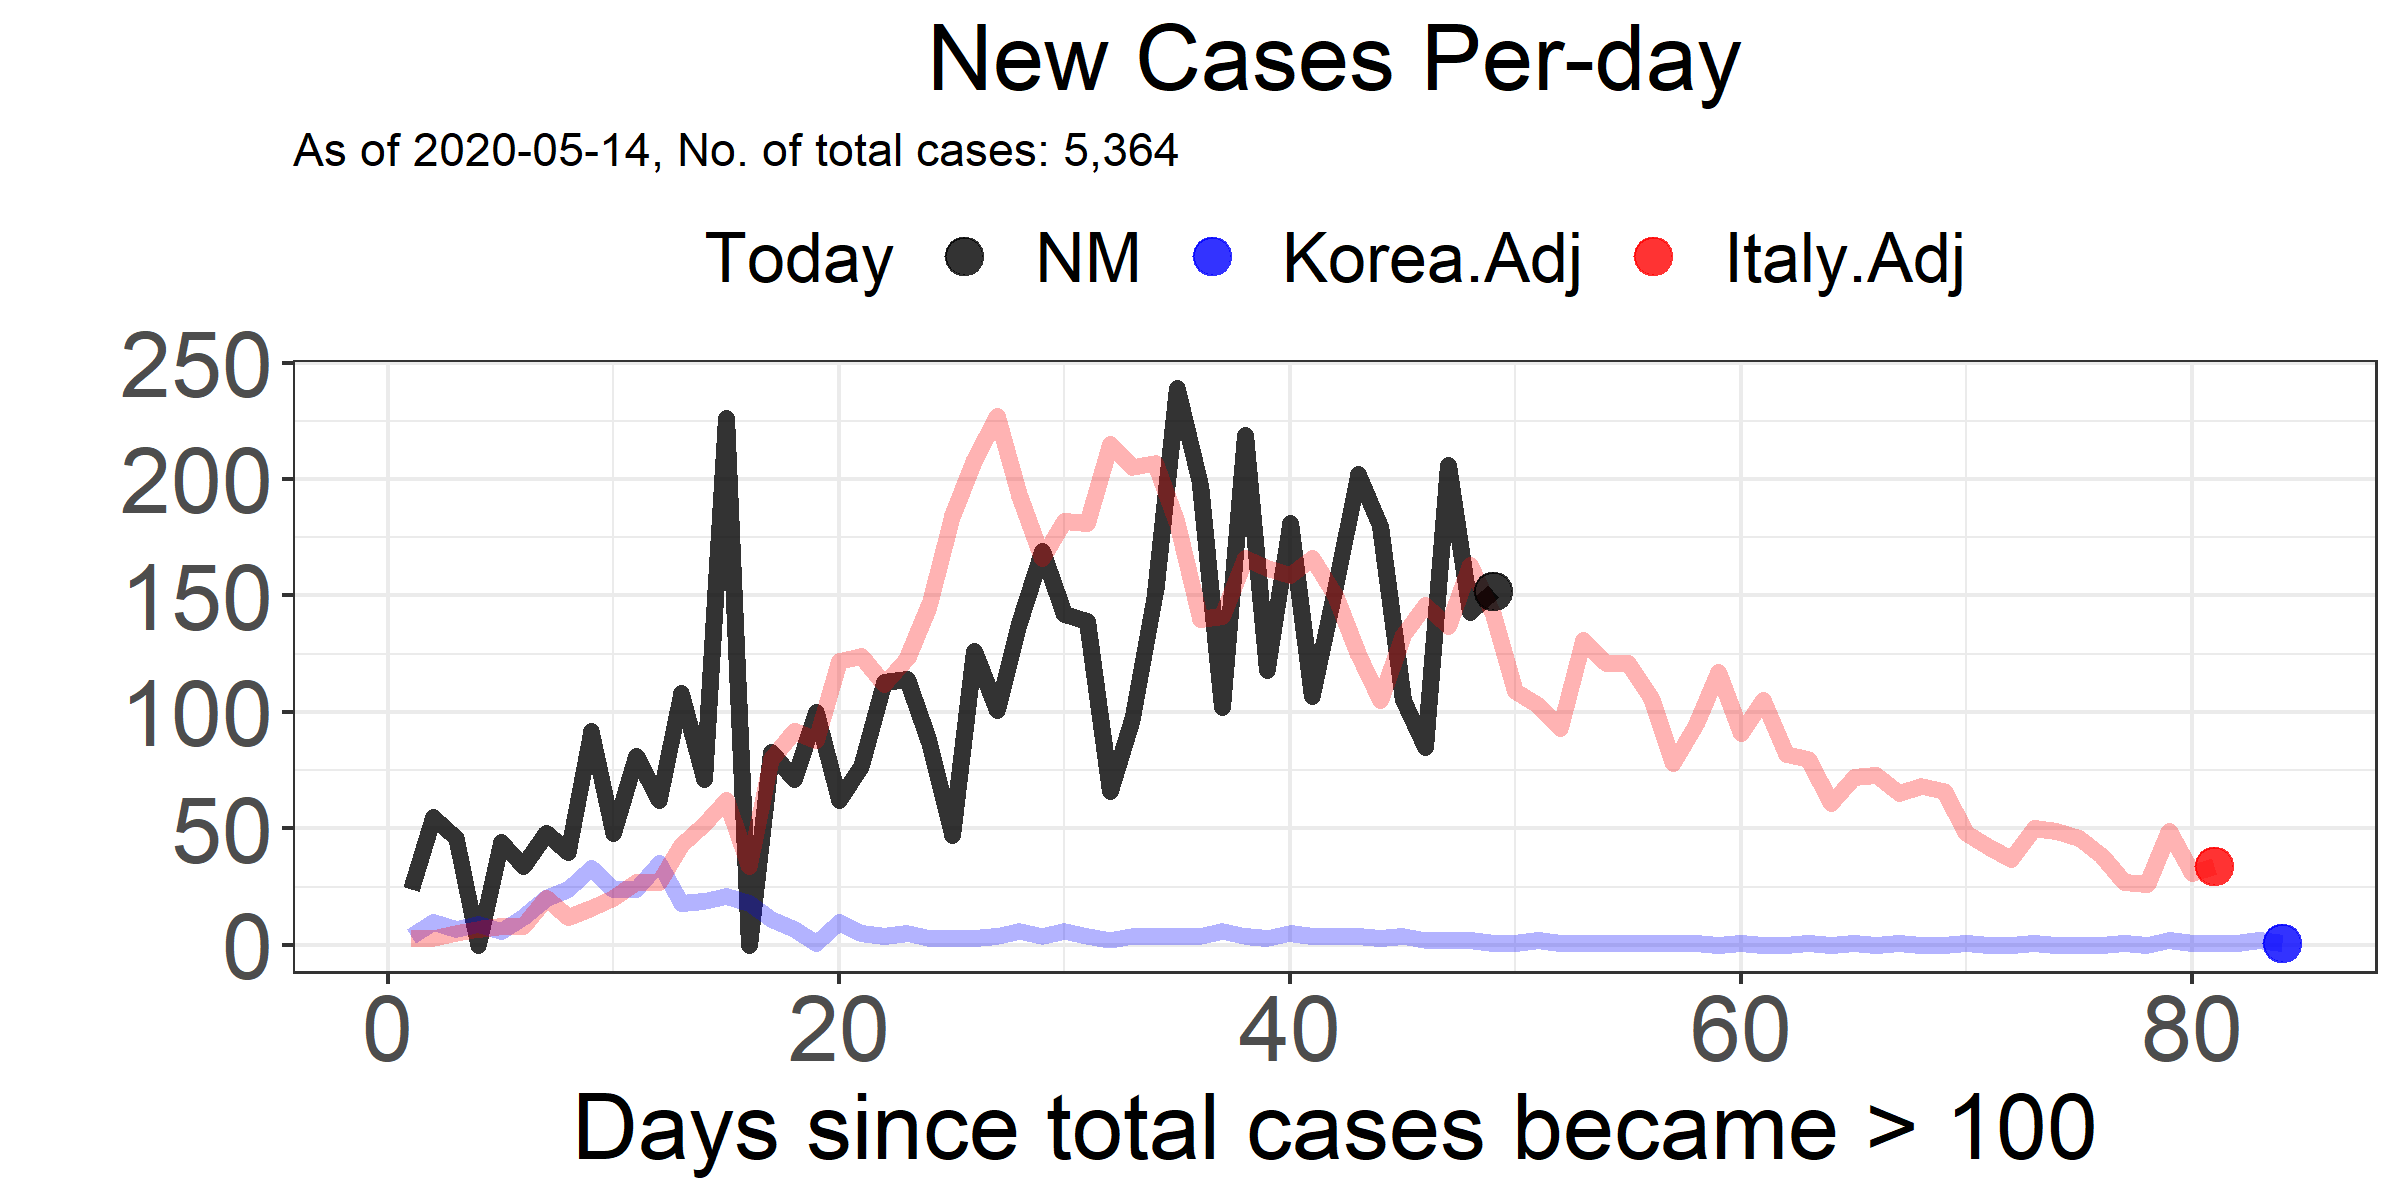 New Cases Per-day
As of 2020-05-14, No. of total cases: 5,364
Today NM Korea.Adj Italy.Adj
250
200
150
100
50
0
0 20 40 60 80
Days since total cases became > 100